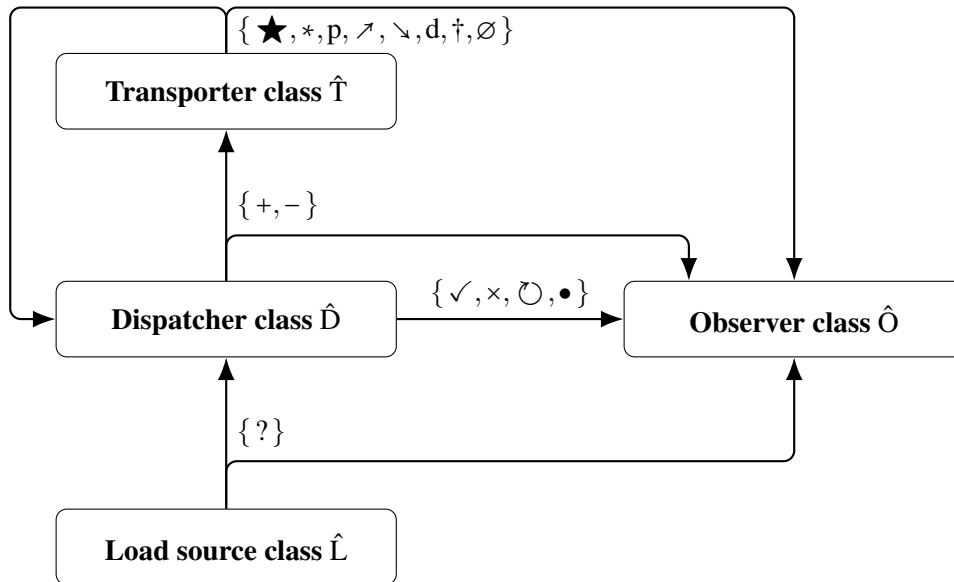 { ★, *, p, ↗, ↘, d, †, ∅ }
Transporter class T̂
{ +, − }
{ ✓, ×, ↻, • }
Dispatcher class D̂
Observer class Ô
{ ? }
Load source class L̂